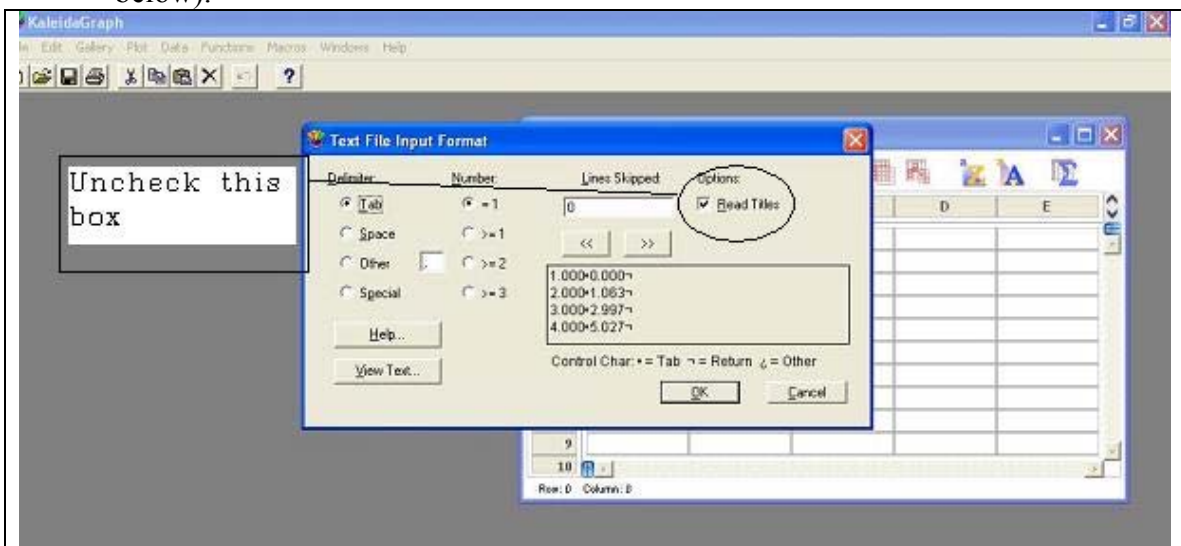 below).
KaleidaGraph
Edit Gallery Plot Data Functions Macros Windows Help
?
Text File Input Format
Uncheck this
box
Delimiter: Number: Lines Skipped: Options:
Tab = 1 0 Read Titles
Space >= 1 << >>
Other >= 2
Special >= 3
1.000•0.000¬
2.000•1.063¬
3.000•2.997¬
4.000•5.027¬
Help...
View Text...
Control Char: • = Tab ¬ = Return ¿ = Other
OK Cancel
D E
9
10
Row: 0 Column: 0